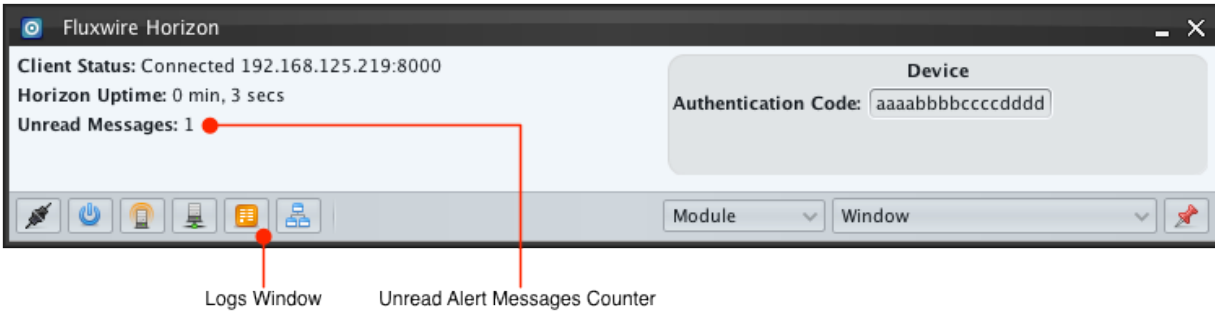 Fluxwire Horizon
Client Status: Connected 192.168.125.219:8000
Horizon Uptime: 0 min, 3 secs
Unread Messages: 1
Device
Authentication Code: aaaabbbbccccdddd
Module
Window
Logs Window
Unread Alert Messages Counter